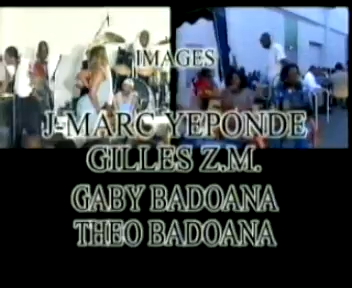 IMAGES
J-MARC YEPONDE
GILLES Z.M.
GABY BADOANA
THEO BADOANA